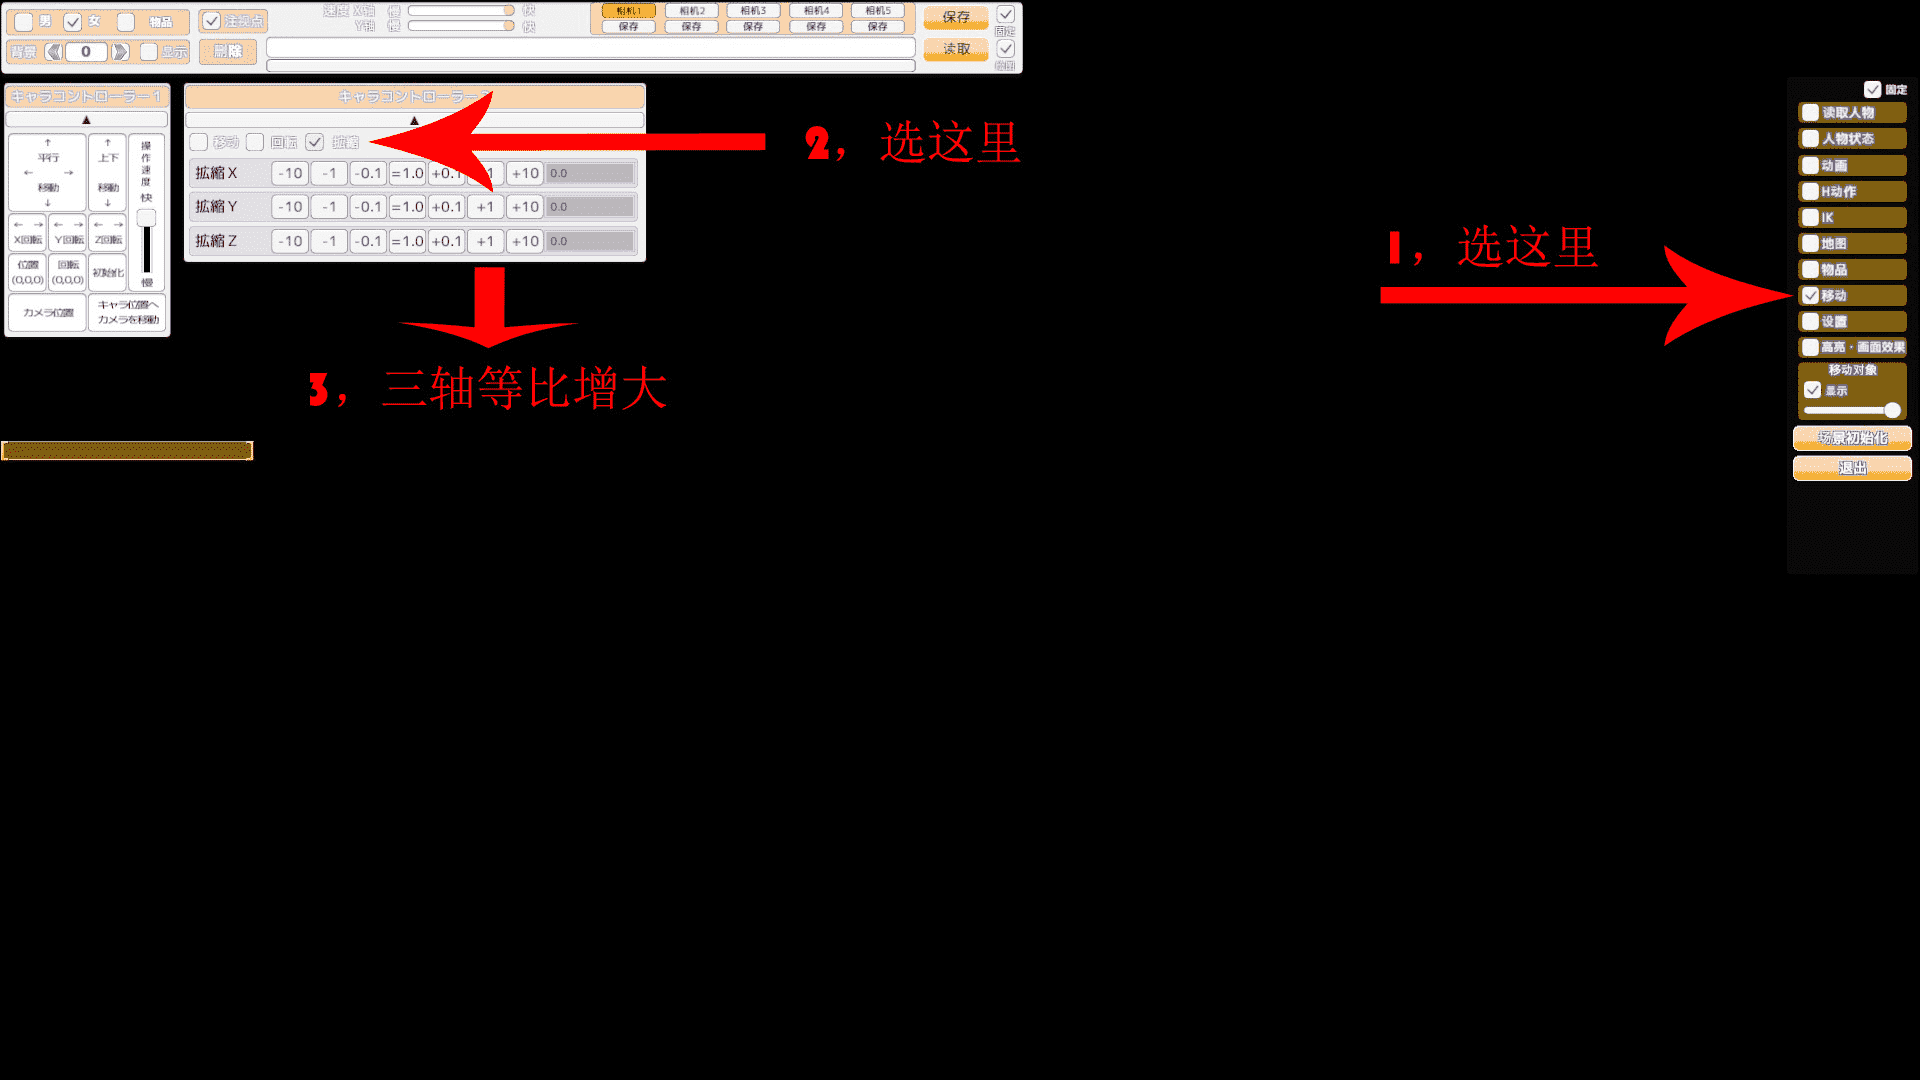 男 女 物品 注视点
速度 X轴 慢 快
Y轴 慢 快
相机1 相机2 相机3 相机4 相机5
保存 保存 保存 保存 保存
保存 固定
背景 0 显示 删除
读取 绘图
キャラコントローラー1
▲
↑ 平行 ← → 移動 ↓
↑ 上下 移動 ↓
操作速度 快 慢
← → X回転
← → Y回転
← → Z回転
位置 (0,0,0)
回転 (0,0,0)
初始化
カメラ位置
キャラ位置へ カメラを移動
キャラコントローラー
▲
移动 回転 拡縮
拡縮X -10 -1 -0.1 =1.0 +0.1 +1 +10 0.0
拡縮Y -10 -1 -0.1 =1.0 +0.1 +1 +10 0.0
拡縮Z -10 -1 -0.1 =1.0 +0.1 +1 +10 0.0
2，选这里
3，三轴等比增大
1，选这里
固定
读取人物
人物状态
动画
H动作
IK
地图
物品
移动
设置
高亮·画面效果
移动对象
显示
场景初始化
退出